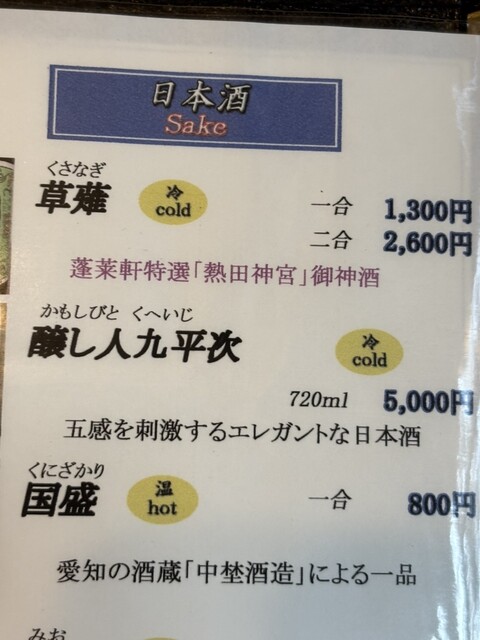 日本酒
Sake
くさなぎ
草薙 冷 cold 一合 1,300円
二合 2,600円
蓬莱軒特選「熱田神宮」御神酒
かもしびと くへいじ
醸し人九平次 冷 cold
720ml 5,000円
五感を刺激するエレガントな日本酒
くにざかり
国盛 温 hot 一合 800円
愛知の酒蔵「中埜酒造」による一品
みお